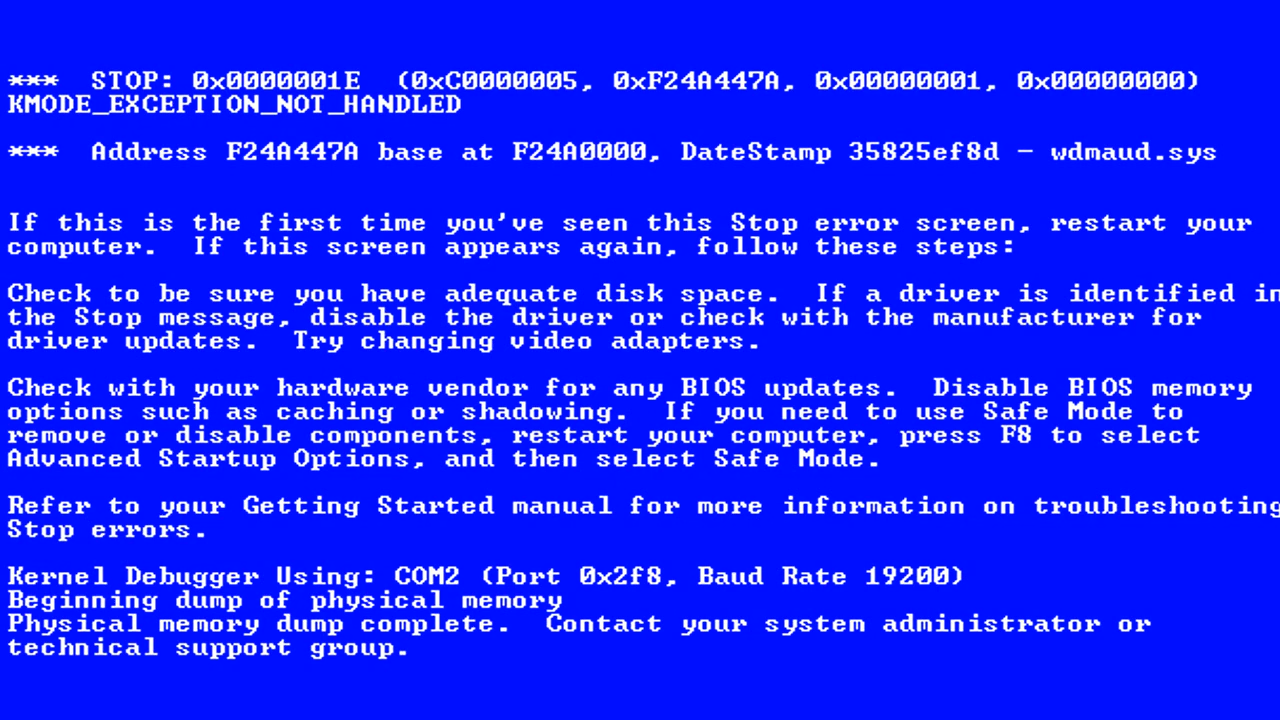 ***  STOP: 0x0000001E  (0xC0000005, 0xF24A447A, 0x00000001, 0x00000000)
KMODE_EXCEPTION_NOT_HANDLED
***  Address F24A447A base at F24A0000, DateStamp 35825ef8d - wdmaud.sys
If this is the first time you've seen this Stop error screen, restart your
computer.  If this screen appears again, follow these steps:
Check to be sure you have adequate disk space.  If a driver is identified in
the Stop message, disable the driver or check with the manufacturer for
driver updates.  Try changing video adapters.
Check with your hardware vendor for any BIOS updates.  Disable BIOS memory
options such as caching or shadowing.  If you need to use Safe Mode to
remove or disable components, restart your computer, press F8 to select
Advanced Startup Options, and then select Safe Mode.
Refer to your Getting Started manual for more information on troubleshooting
Stop errors.
Kernel Debugger Using: COM2 (Port 0x2f8, Baud Rate 19200)
Beginning dump of physical memory
Physical memory dump complete.  Contact your system administrator or
technical support group.